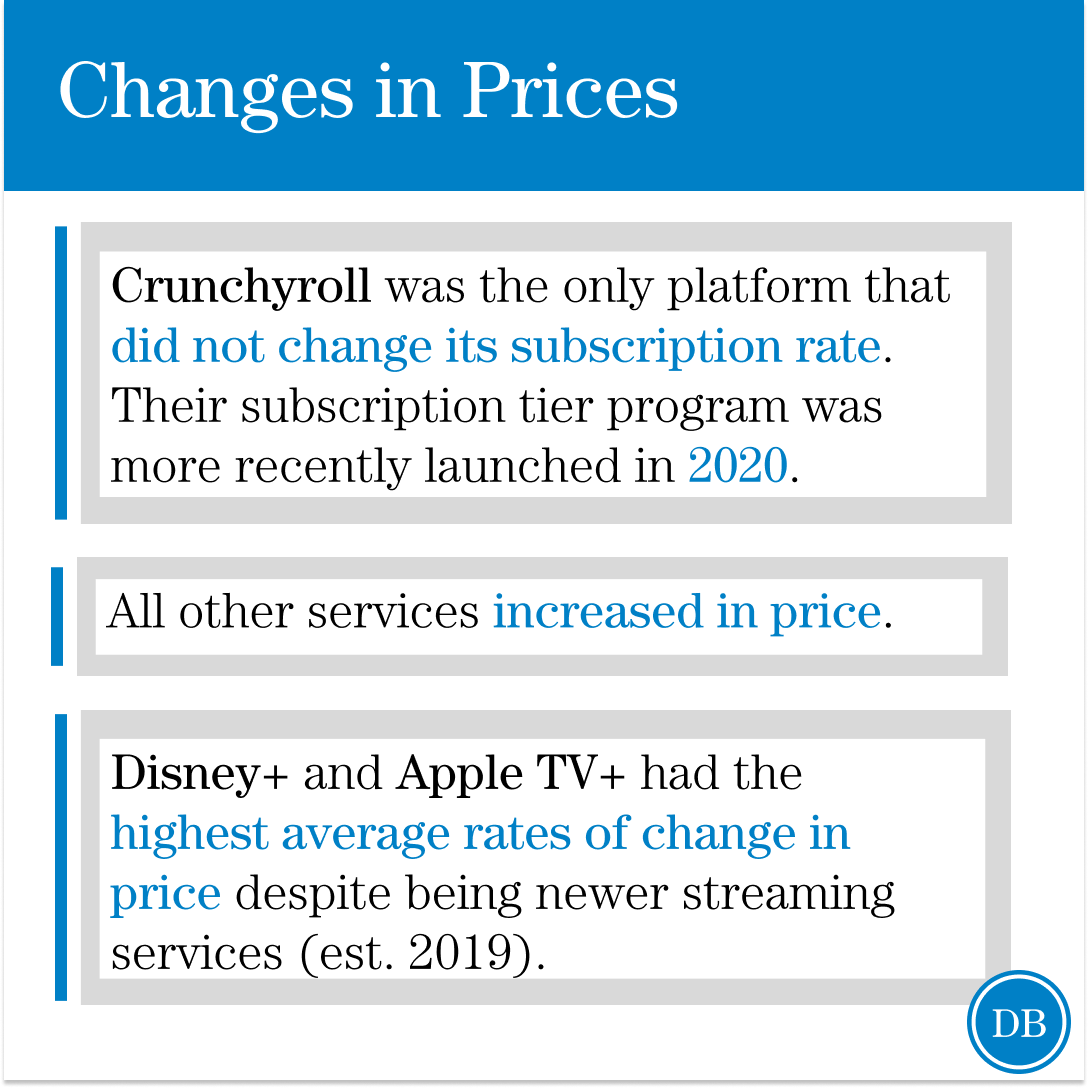 Changes in Prices
Crunchyroll was the only platform that
did not change its subscription rate.
Their subscription tier program was
more recently launched in 2020.
All other services increased in price.
Disney+ and Apple TV+ had the
highest average rates of change in
price despite being newer streaming
services (est. 2019).
DB